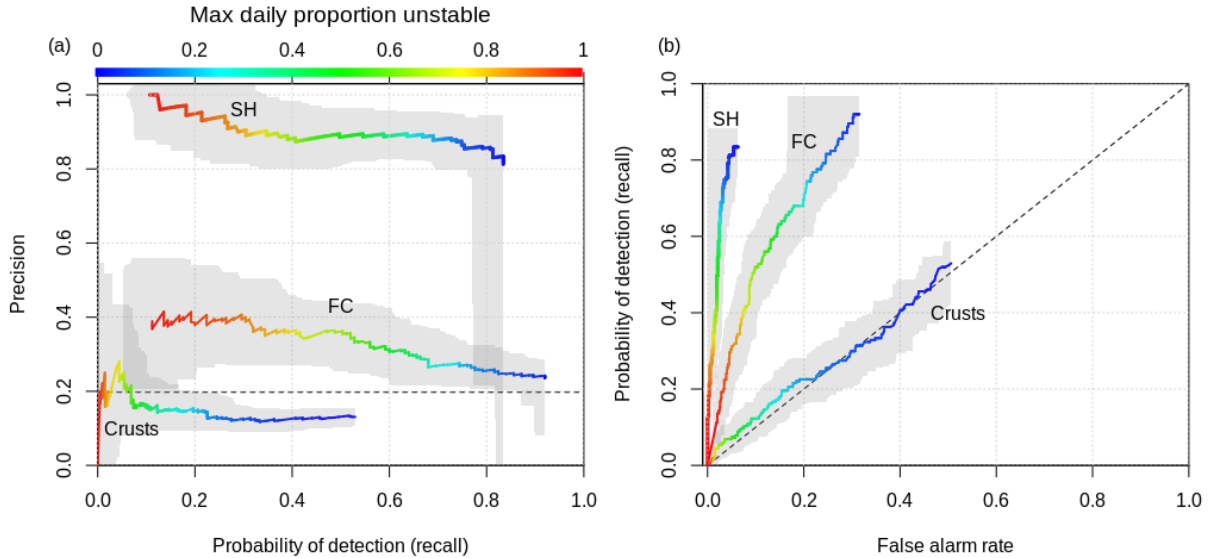 Max daily proportion unstable
(a)
0 0.2 0.4 0.6 0.8 1
Precision
1.0
0.8
0.6
0.4
0.2
0.0
SH
FC
Crusts
0.0 0.2 0.4 0.6 0.8 1.0
Probability of detection (recall)
(b)
Probability of detection (recall)
1.0
0.8
0.6
0.4
0.2
0.0
SH
FC
Crusts
0.0 0.2 0.4 0.6 0.8 1.0
False alarm rate